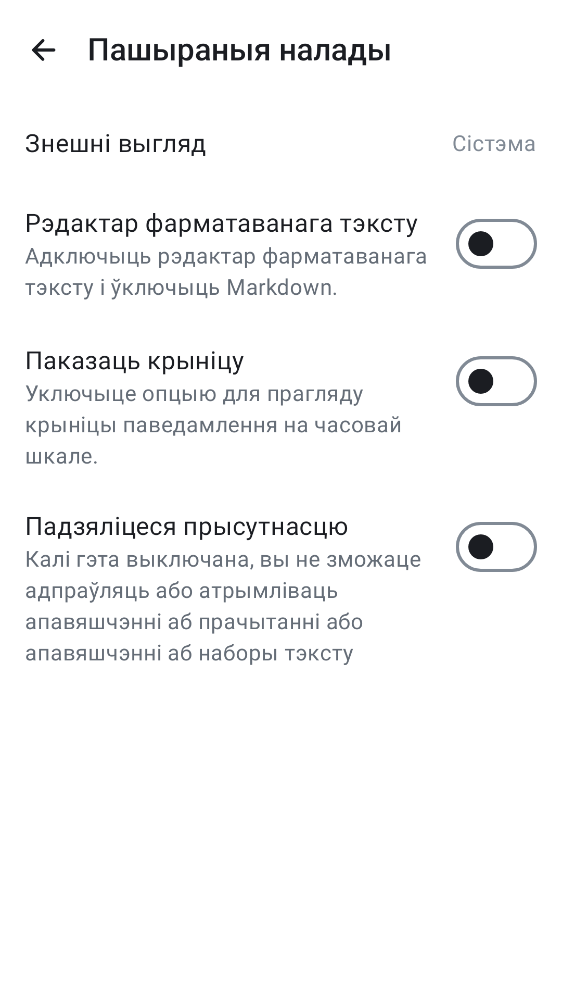 Пашыраныя налады
Знешні выгляд
Сістэма
Рэдактар фарматаванага тэксту
Адключыць рэдактар фарматаванага
тэксту і ўключыць Markdown.
Паказаць крыніцу
Уключыце опцыю для прагляду
крыніцы паведамлення на часовай
шкале.
Падзяліцеся прысутнасцю
Калі гэта выключана, вы не зможаце
адпраўляць або атрымліваць
апавяшчэнні аб прачытанні або
апавяшчэнні аб наборы тэксту